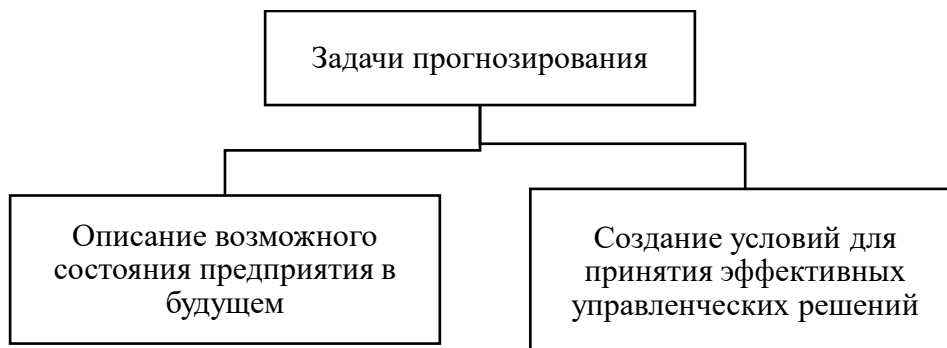 Задачи прогнозирования
Описание возможного
состояния предприятия в
будущем
Создание условий для
принятия эффективных
управленческих решений